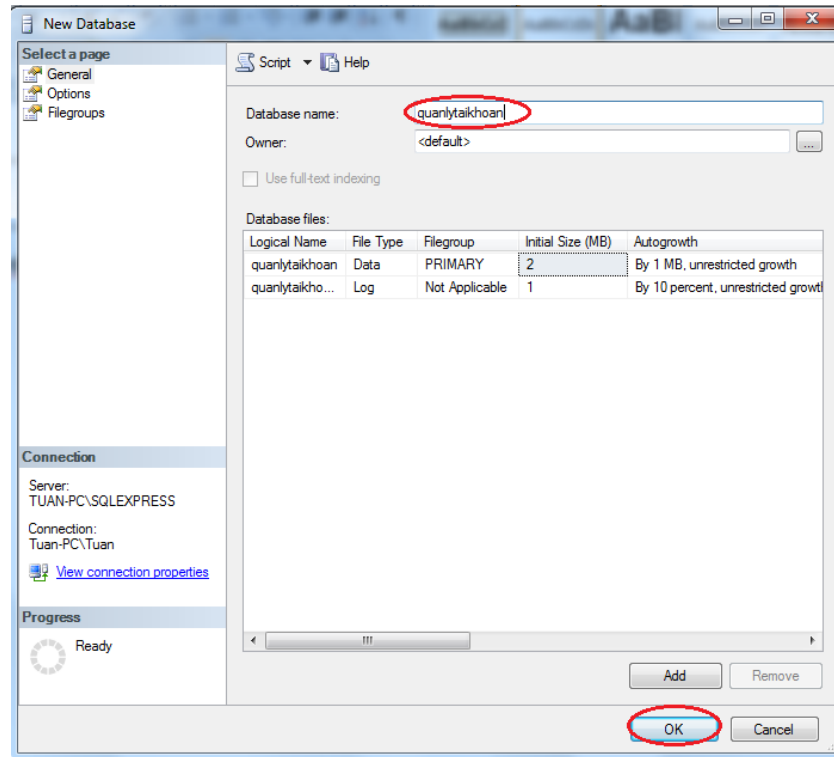 New Database
Select a page
General
Options
Filegroups
Script Help
Database name: quanlytaikhoan
Owner: <default> ...
Use full-text indexing
Database files:
Logical Name File Type Filegroup Initial Size (MB) Autogrowth
quanlytaikhoan Data PRIMARY 2 By 1 MB, unrestricted growth
quanlytaikho... Log Not Applicable 1 By 10 percent, unrestricted growtl
Connection
Server:
TUAN-PC\SQLEXPRESS
Connection:
Tuan-PC\Tuan
View connection properties
Progress
Ready
Add Remove
OK Cancel